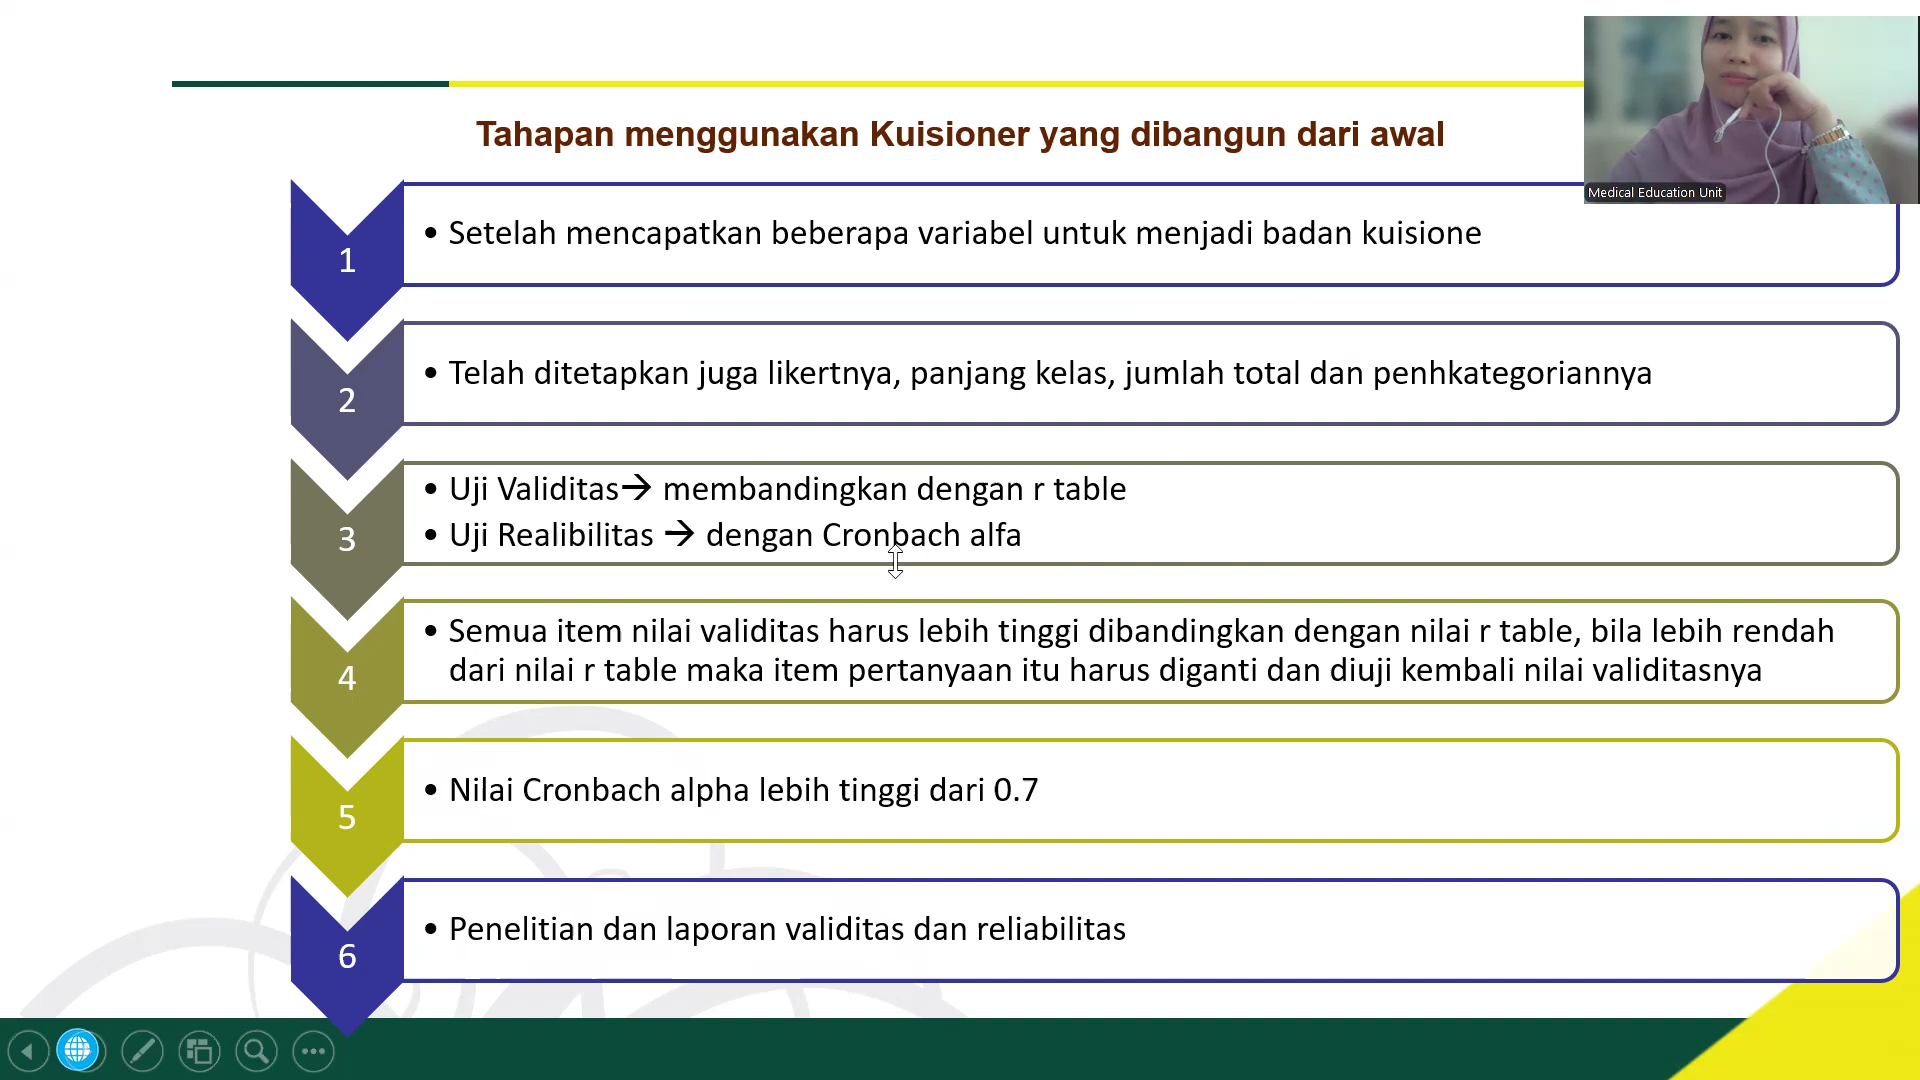 Medical Education Unit
Tahapan menggunakan Kuisioner yang dibangun dari awal
1
• Setelah mencapatkan beberapa variabel untuk menjadi badan kuisione
2
• Telah ditetapkan juga likertnya, panjang kelas, jumlah total dan penhkategoriannya
3
• Uji Validitas→ membandingkan dengan r table
• Uji Realibilitas → dengan Cronbach alfa
4
• Semua item nilai validitas harus lebih tinggi dibandingkan dengan nilai r table, bila lebih rendah
dari nilai r table maka item pertanyaan itu harus diganti dan diuji kembali nilai validitasnya
5
• Nilai Cronbach alpha lebih tinggi dari 0.7
6
• Penelitian dan laporan validitas dan reliabilitas